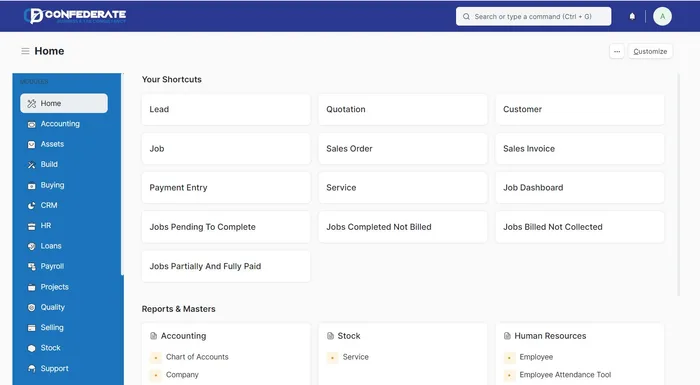 CONFEDERATE
Search or type a command (Ctrl + G)
A
Home
...
Customize
MODULES
Home
Accounting
Assets
Build
Buying
CRM
HR
Loans
Payroll
Projects
Quality
Selling
Stock
Support
Your Shortcuts
Lead
Quotation
Customer
Job
Sales Order
Sales Invoice
Payment Entry
Service
Job Dashboard
Jobs Pending To Complete
Jobs Completed Not Billed
Jobs Billed Not Collected
Jobs Partially And Fully Paid
Reports & Masters
Accounting
Chart of Accounts
Company
Stock
Service
Human Resources
Employee
Employee Attendance Tool